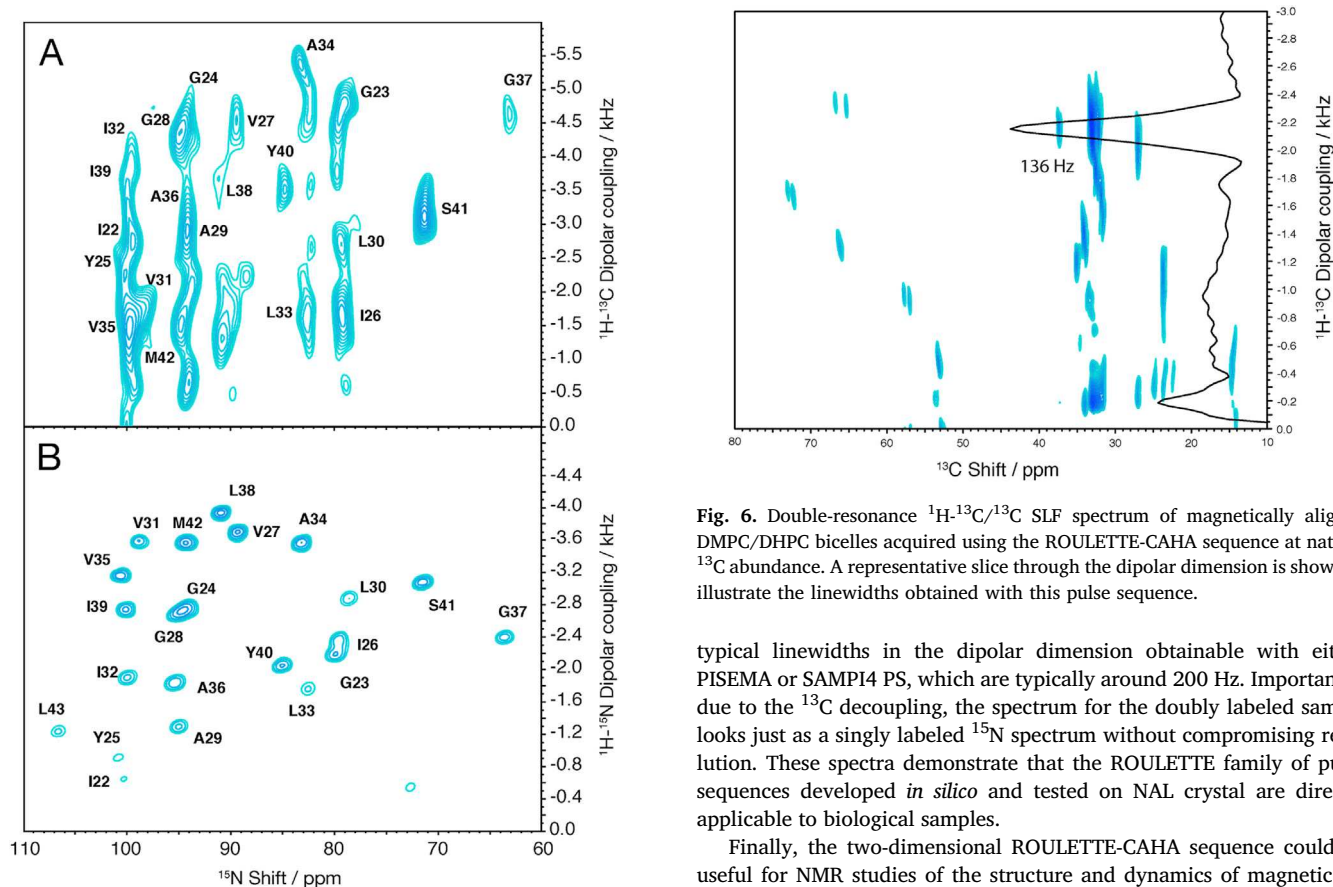 A
A34
G24
G23
G37
G28
V27
I32
Y40
I39
A36
L38
S41
I22
A29
L30
Y25
V31
V35
L33
I26
M42
-5.5
-5.0
-4.5
-4.0
-3.5
-3.0
-2.5
-2.0
-1.5
-1.0
-0.5
0.0
¹H-¹³C Dipolar coupling / kHz
B
L38
V31
M42
V27
A34
V35
G24
L30
I39
S41
G37
G28
Y40
I26
I32
A36
G23
L33
L43
Y25
A29
I22
-4.4
-4.0
-3.6
-3.2
-2.8
-2.4
-2.0
-1.6
-1.2
-0.8
-0.4
0.0
¹H-¹⁵N Dipolar coupling / kHz
110 100 90 80 70 60
¹⁵N Shift / ppm
136 Hz
-3.0
-2.8
-2.6
-2.4
-2.2
-2.0
-1.8
-1.6
-1.4
-1.2
-1.0
-0.8
-0.6
-0.4
-0.2
0.0
¹H-¹³C Dipolar coupling / kHz
80 70 60 50 40 30 20 10
¹³C Shift / ppm
Fig. 6. Double-resonance ¹H-¹³C/¹³C SLF spectrum of magnetically alig
DMPC/DHPC bicelles acquired using the ROULETTE-CAHA sequence at nat
¹³C abundance. A representative slice through the dipolar dimension is show
illustrate the linewidths obtained with this pulse sequence.
typical linewidths in the dipolar dimension obtainable with eit
PISEMA or SAMPI4 PS, which are typically around 200 Hz. Importan
due to the ¹³C decoupling, the spectrum for the doubly labeled sam
looks just as a singly labeled ¹⁵N spectrum without compromising re
lution. These spectra demonstrate that the ROULETTE family of pu
sequences developed in silico and tested on NAL crystal are dire
applicable to biological samples.
Finally, the two-dimensional ROULETTE-CAHA sequence could
useful for NMR studies of the structure and dynamics of magnetic